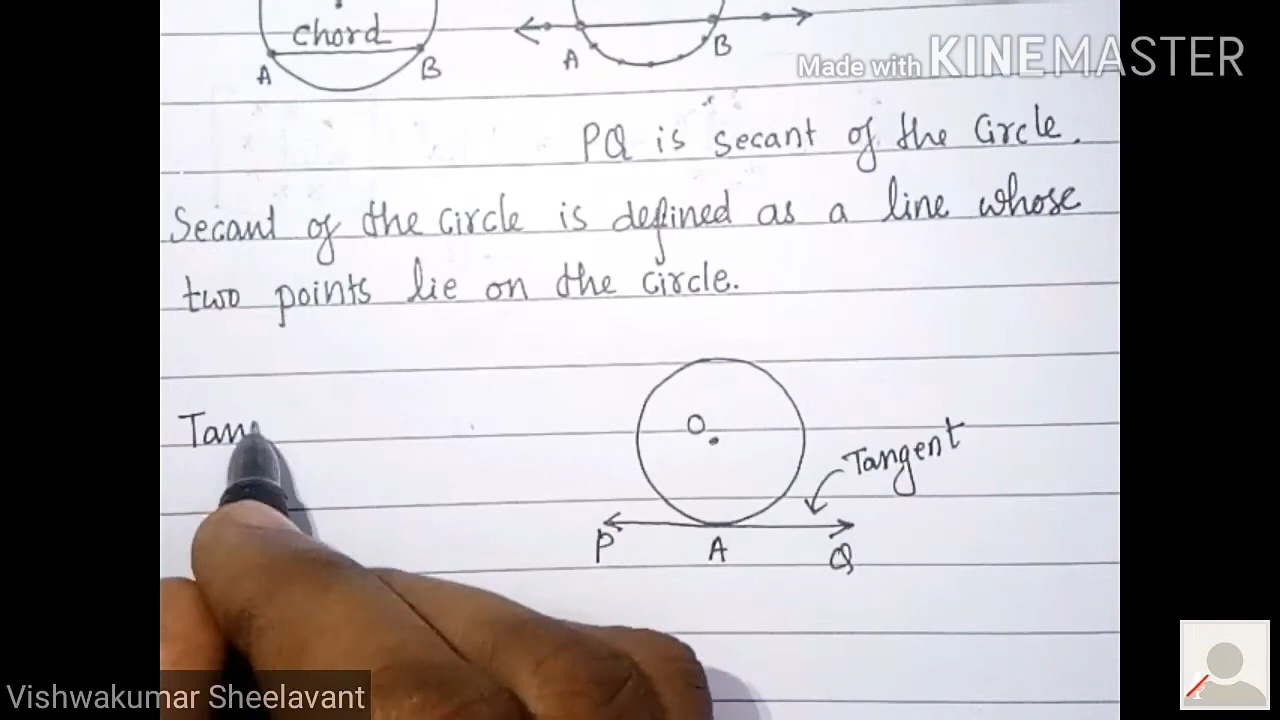 chord
A
B
A
B
Made with KINEMASTER
PQ is secant of the circle.
Secant of the circle is defined as a line whose
two points lie on the circle.
O
Tan
Tangent
P
A
Q
Vishwakumar Sheelavant